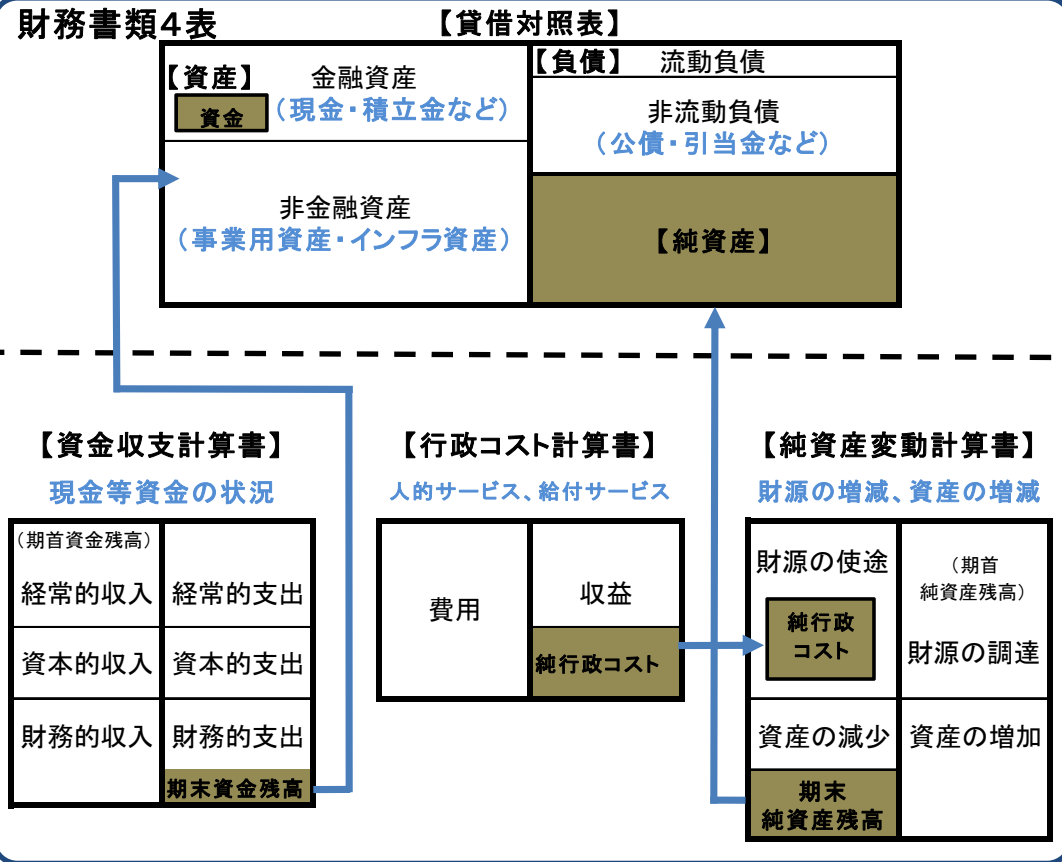 財務書類4表
【貸借対照表】
【資産】 金融資産
資金 （現金・積立金など）
非金融資産
（事業用資産・インフラ資産）
【負債】 流動負債
非流動負債
（公債・引当金など）
【純資産】
【資金収支計算書】
現金等資金の状況
（期首資金残高）
経常的収入 経常的支出
資本的収入 資本的支出
財務的収入 財務的支出
期末資金残高
【行政コスト計算書】
人的サービス、給付サービス
費用
収益
純行政コスト
【純資産変動計算書】
財源の増減、資産の増減
財源の使途
純行政
コスト
（期首
純資産残高）
財源の調達
資産の減少 資産の増加
期末
純資産残高